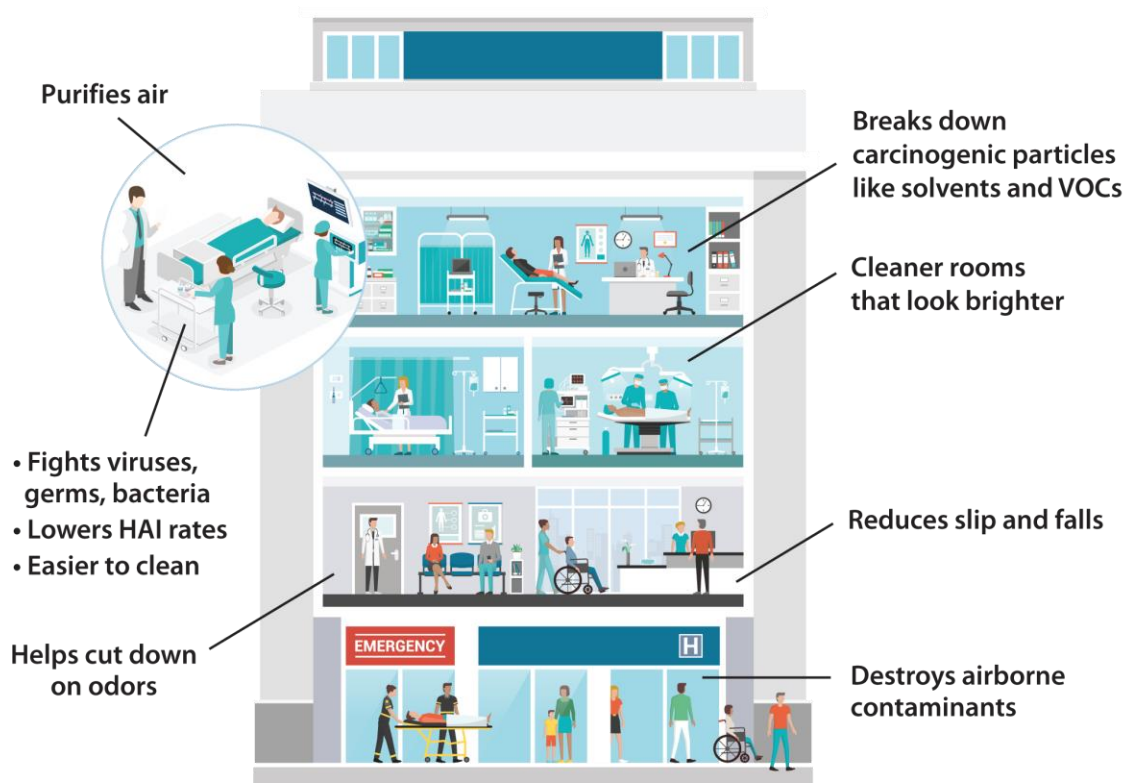 Purifies air
Breaks down
carcinogenic particles
like solvents and VOCs
Cleaner rooms
that look brighter
• Fights viruses,
germs, bacteria
• Lowers HAI rates
• Easier to clean
Reduces slip and falls
Helps cut down
on odors
EMERGENCY
H
Destroys airborne
contaminants